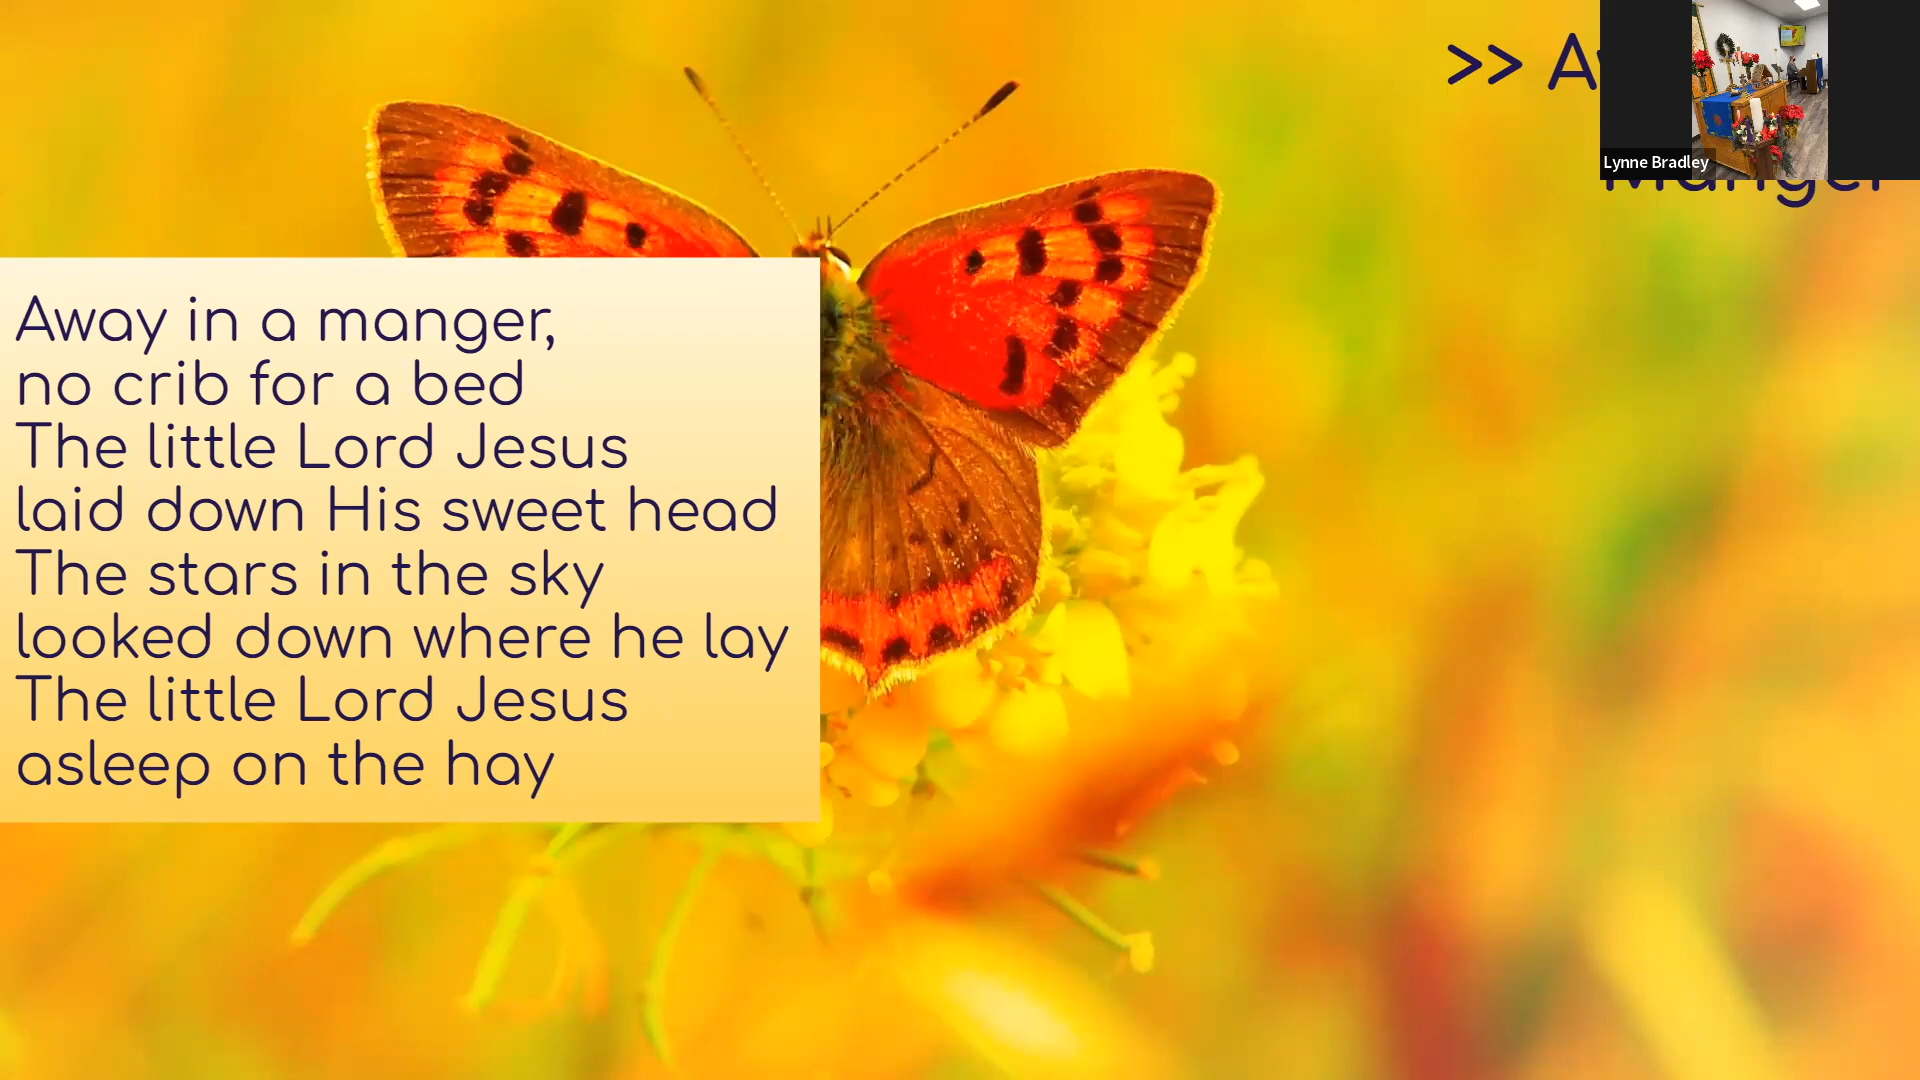 >> A
Lynne Bradley
Manger
Away in a manger,
no crib for a bed
The little Lord Jesus
laid down His sweet head
The stars in the sky
looked down where he lay
The little Lord Jesus
asleep on the hay